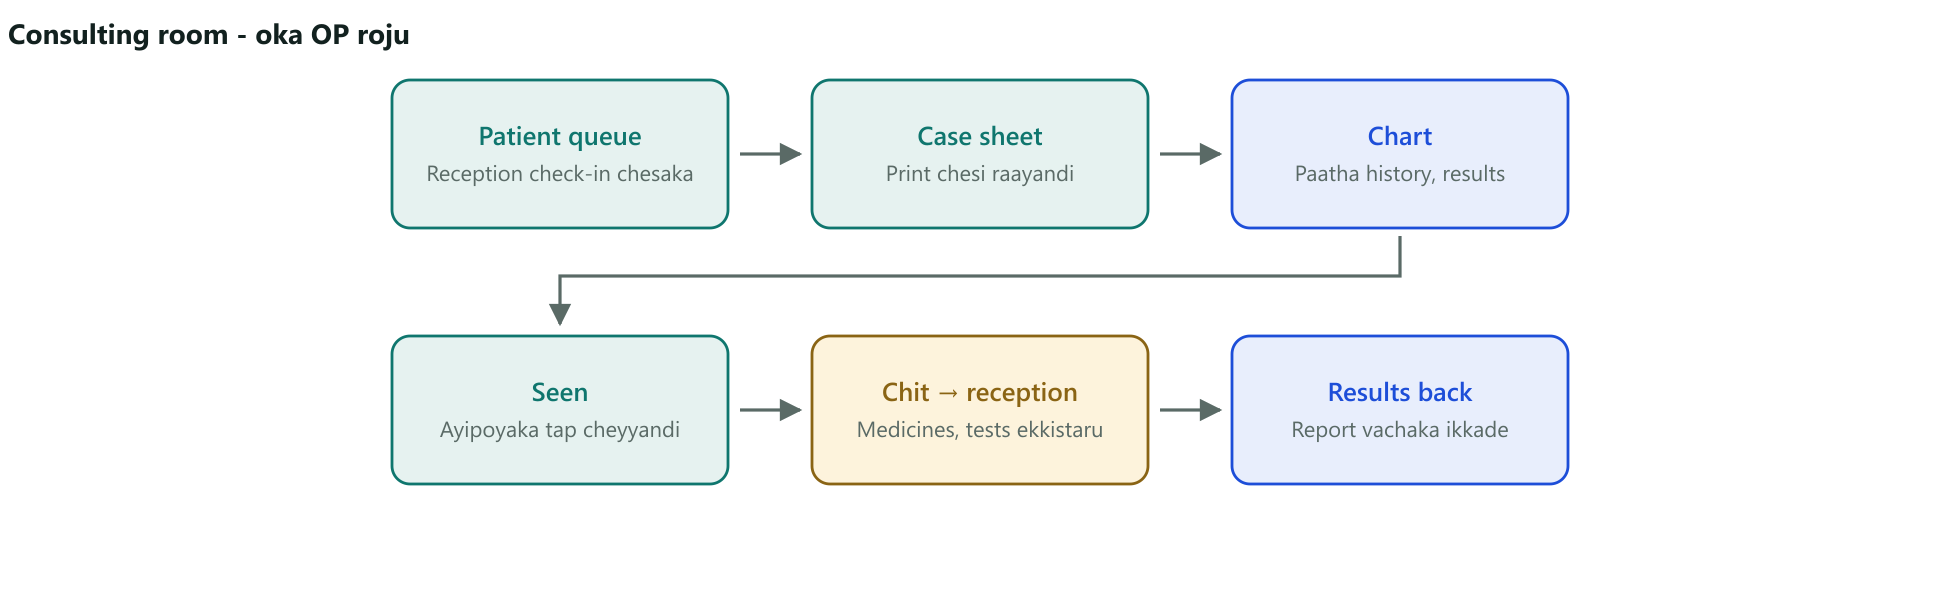 Consulting room - oka OP roju
Patient queue
Reception check-in chesaka
Case sheet
Print chesi raayandi
Chart
Paatha history, results
Seen
Ayipoyaka tap cheyyandi
Chit → reception
Medicines, tests ekkistaru
Results back
Report vachaka ikkade